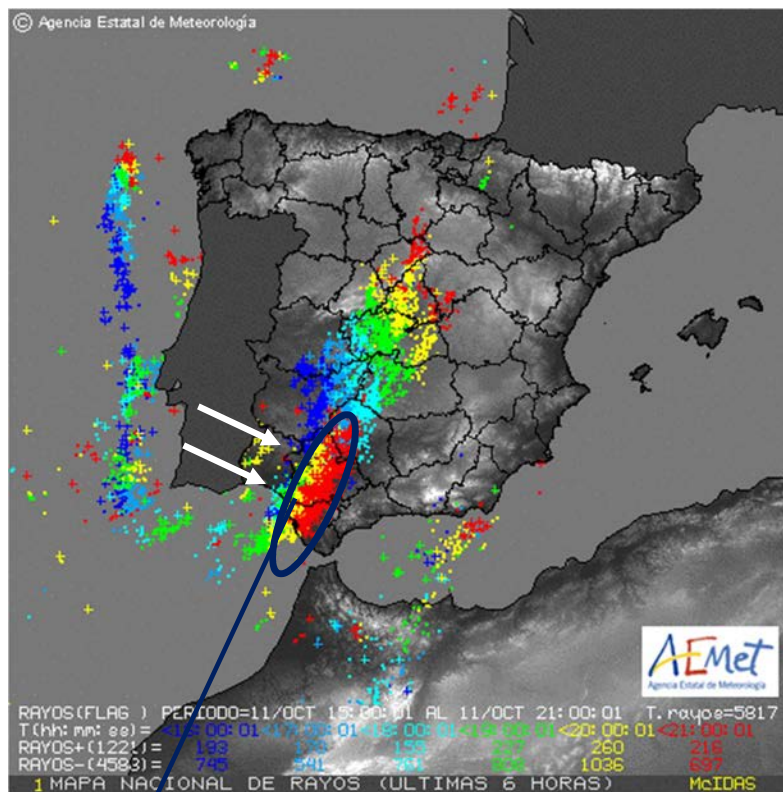 © Agencia Estatal de Meteorología
AEMet
Agencia Estatal de Meteorología
RAYOS(FLAG ) PERIODO=11/OCT 15:00:01 AL 11/OCT 21:00:01 T.rayos=5817
T(hh:mm:ss)= <16:00:01 <17:00:01 <18:00:01 <19:00:01 <20:00:01 <21:00:01
RAYOS+(1221)= 193 155 227 260 216
RAYOS-(4583)= 745 541 808 1036 697
1 MAPA NACIONAL DE RAYOS (ULTIMAS 6 HORAS) McIDAS